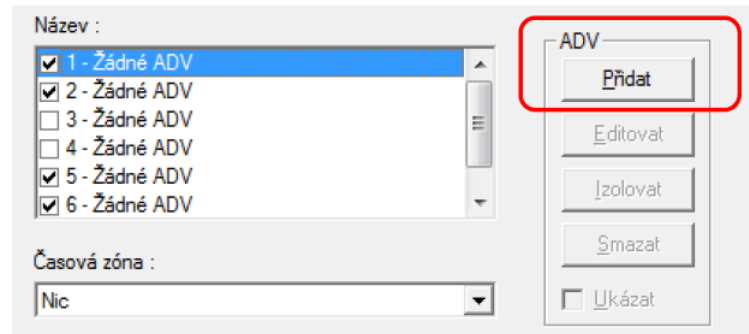 Název :
1 - Žádné ADV
2 - Žádné ADV
3 - Žádné ADV
4 - Žádné ADV
5 - Žádné ADV
6 - Žádné ADV
Časová zóna :
Nic
ADV
Přidat
Editovat
Izolovat
Smazat
Ukázat